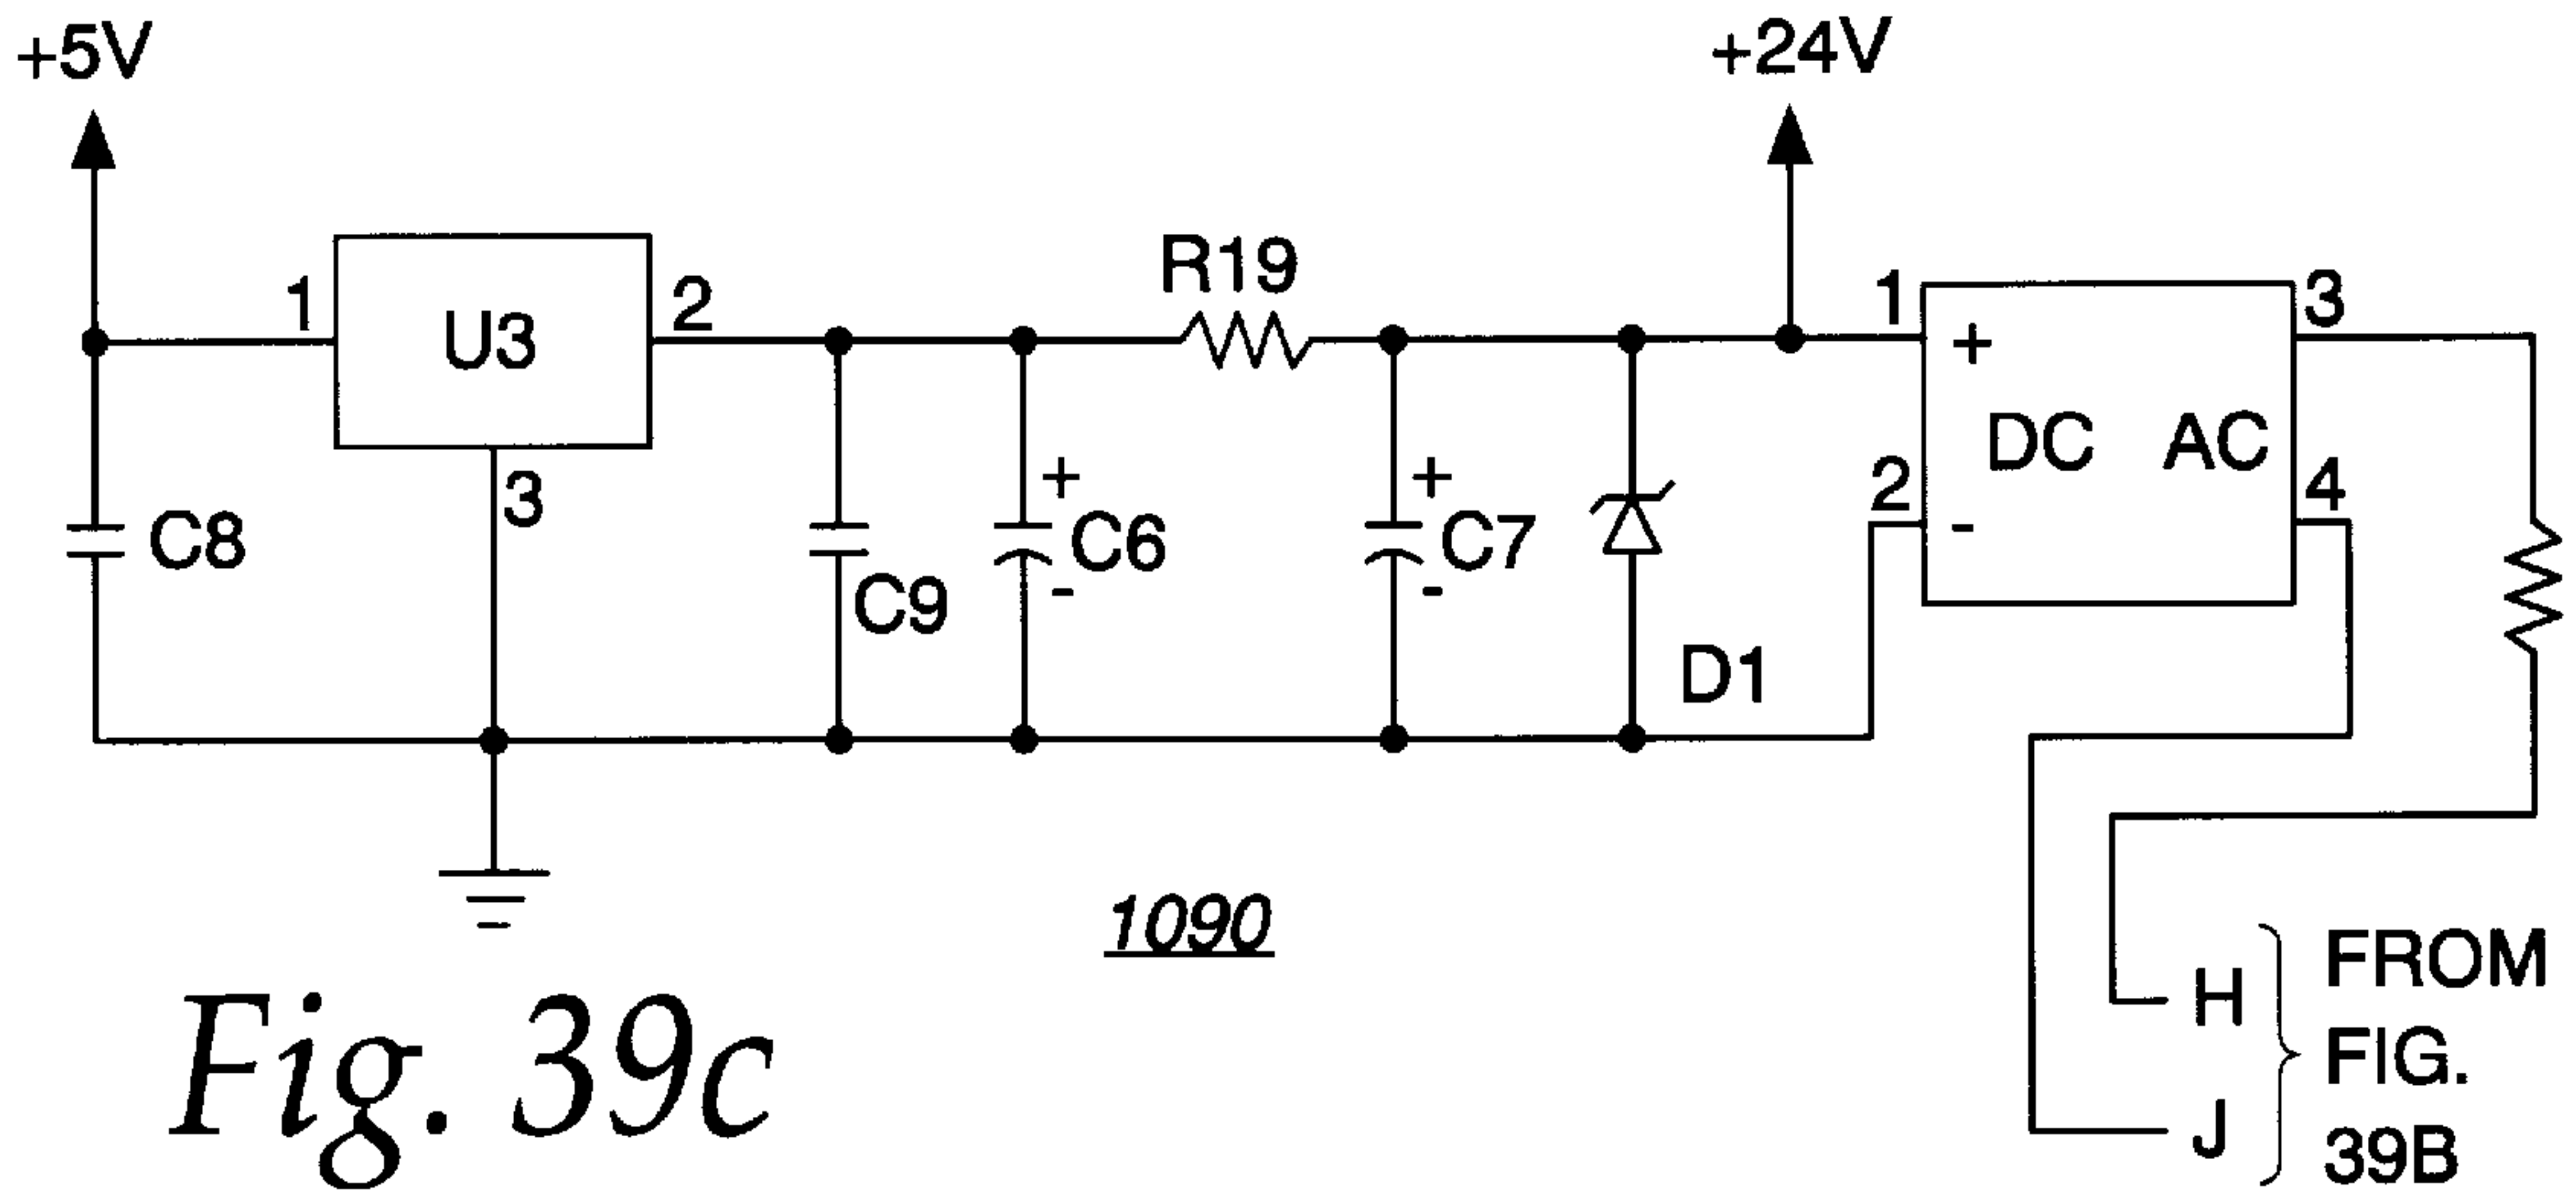 +5V
+24V
1
U3
2
3
C8
C9
+
C6
-
R19
+
C7
-
D1
1
+
DC AC
2
-
3
4
1090
H
J
FROM
FIG.
39B
Fig. 39c